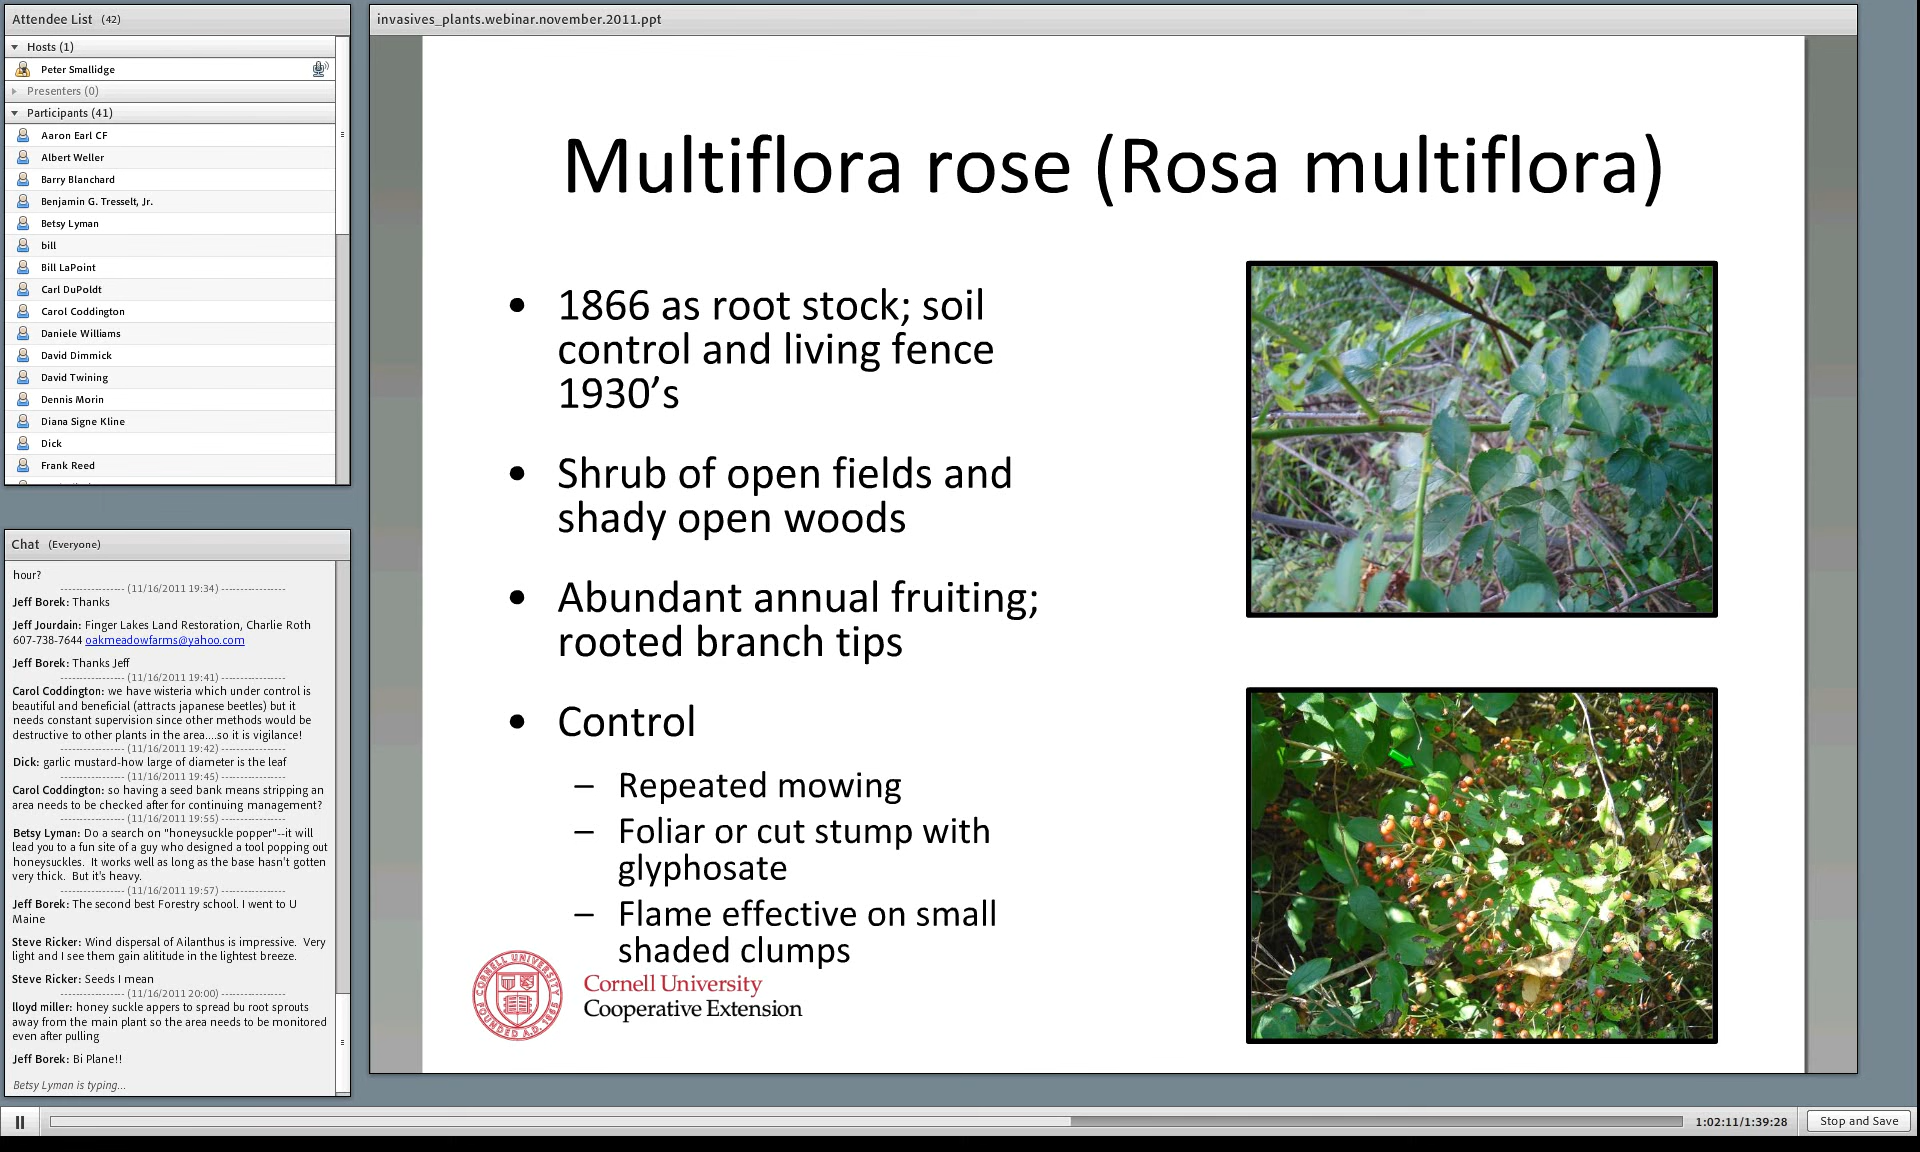 Attendee List (42)
Hosts (1)
Peter Smallidge
Presenters (0)
Participants (41)
Aaron Earl CF
Albert Weller
Barry Blanchard
Benjamin G. Tresselt, Jr.
Betsy Lyman
bill
Bill LaPoint
Carl DuPoldt
Carol Coddington
Daniele Williams
David Dimmick
David Twining
Dennis Morin
Diana Signe Kline
Dick
Frank Reed
Chat (Everyone)
hour?
------------------ (11/16/2011 19:34) ------------------
Jeff Borek: Thanks
Jeff Jourdain: Finger Lakes Land Restoration, Charlie Roth
607-738-7644 oakmeadowfarms@yahoo.com
Jeff Borek: Thanks Jeff
------------------ (11/16/2011 19:41) ------------------
Carol Coddington: we have wisteria which under control is
beautiful and beneficial (attracts japanese beetles) but it
needs constant supervision since other methods would be
destructive to other plants in the area....so it is vigilance!
------------------ (11/16/2011 19:42) ------------------
Dick: garlic mustard-how large of diameter is the leaf
------------------ (11/16/2011 19:45) ------------------
Carol Coddington: so having a seed bank means stripping an
area needs to be checked after for continuing management?
------------------ (11/16/2011 19:55) ------------------
Betsy Lyman: Do a search on "honeysuckle popper"--it will
lead you to a fun site of a guy who designed a tool popping out
honeysuckles.  It works well as long as the base hasn't gotten
very thick.  But it's heavy.
------------------ (11/16/2011 19:57) ------------------
Jeff Borek: The second best Forestry school. I went to U
Maine
Steve Ricker: Wind dispersal of Ailanthus is impressive.  Very
light and I see them gain alititude in the lightest breeze.
Steve Ricker: Seeds I mean
------------------ (11/16/2011 20:00) ------------------
lloyd miller: honey suckle appers to spread bu root sprouts
away from the main plant so the area needs to be monitored
even after pulling
Jeff Borek: Bi Plane!!
Betsy Lyman is typing...
invasives_plants.webinar.november.2011.ppt
Multiflora rose (Rosa multiflora)
• 1866 as root stock; soil
control and living fence
1930’s
• Shrub of open fields and
shady open woods
• Abundant annual fruiting;
rooted branch tips
• Control
– Repeated mowing
– Foliar or cut stump with
glyphosate
– Flame effective on small
shaded clumps
CORNELL UNIVERSITY
FOUNDED A.D. 1865
Cornell University
Cooperative Extension
1:02:11/1:39:28
Stop and Save